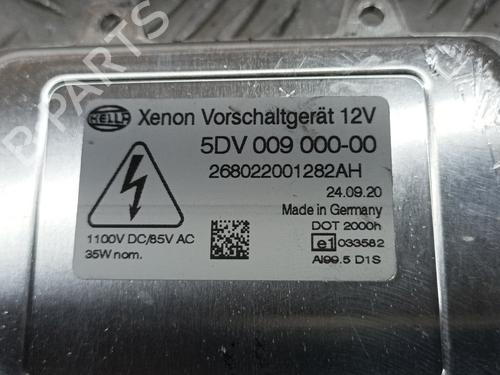 HELLA Xenon Vorschaltgerät 12V
5DV 009 000-00
268022001282AH
24.09.20
Made in Germany
DOT 2000h
e1 033582
Al99.5 D1S
1100V DC/85V AC
35W nom.
B-PARTS